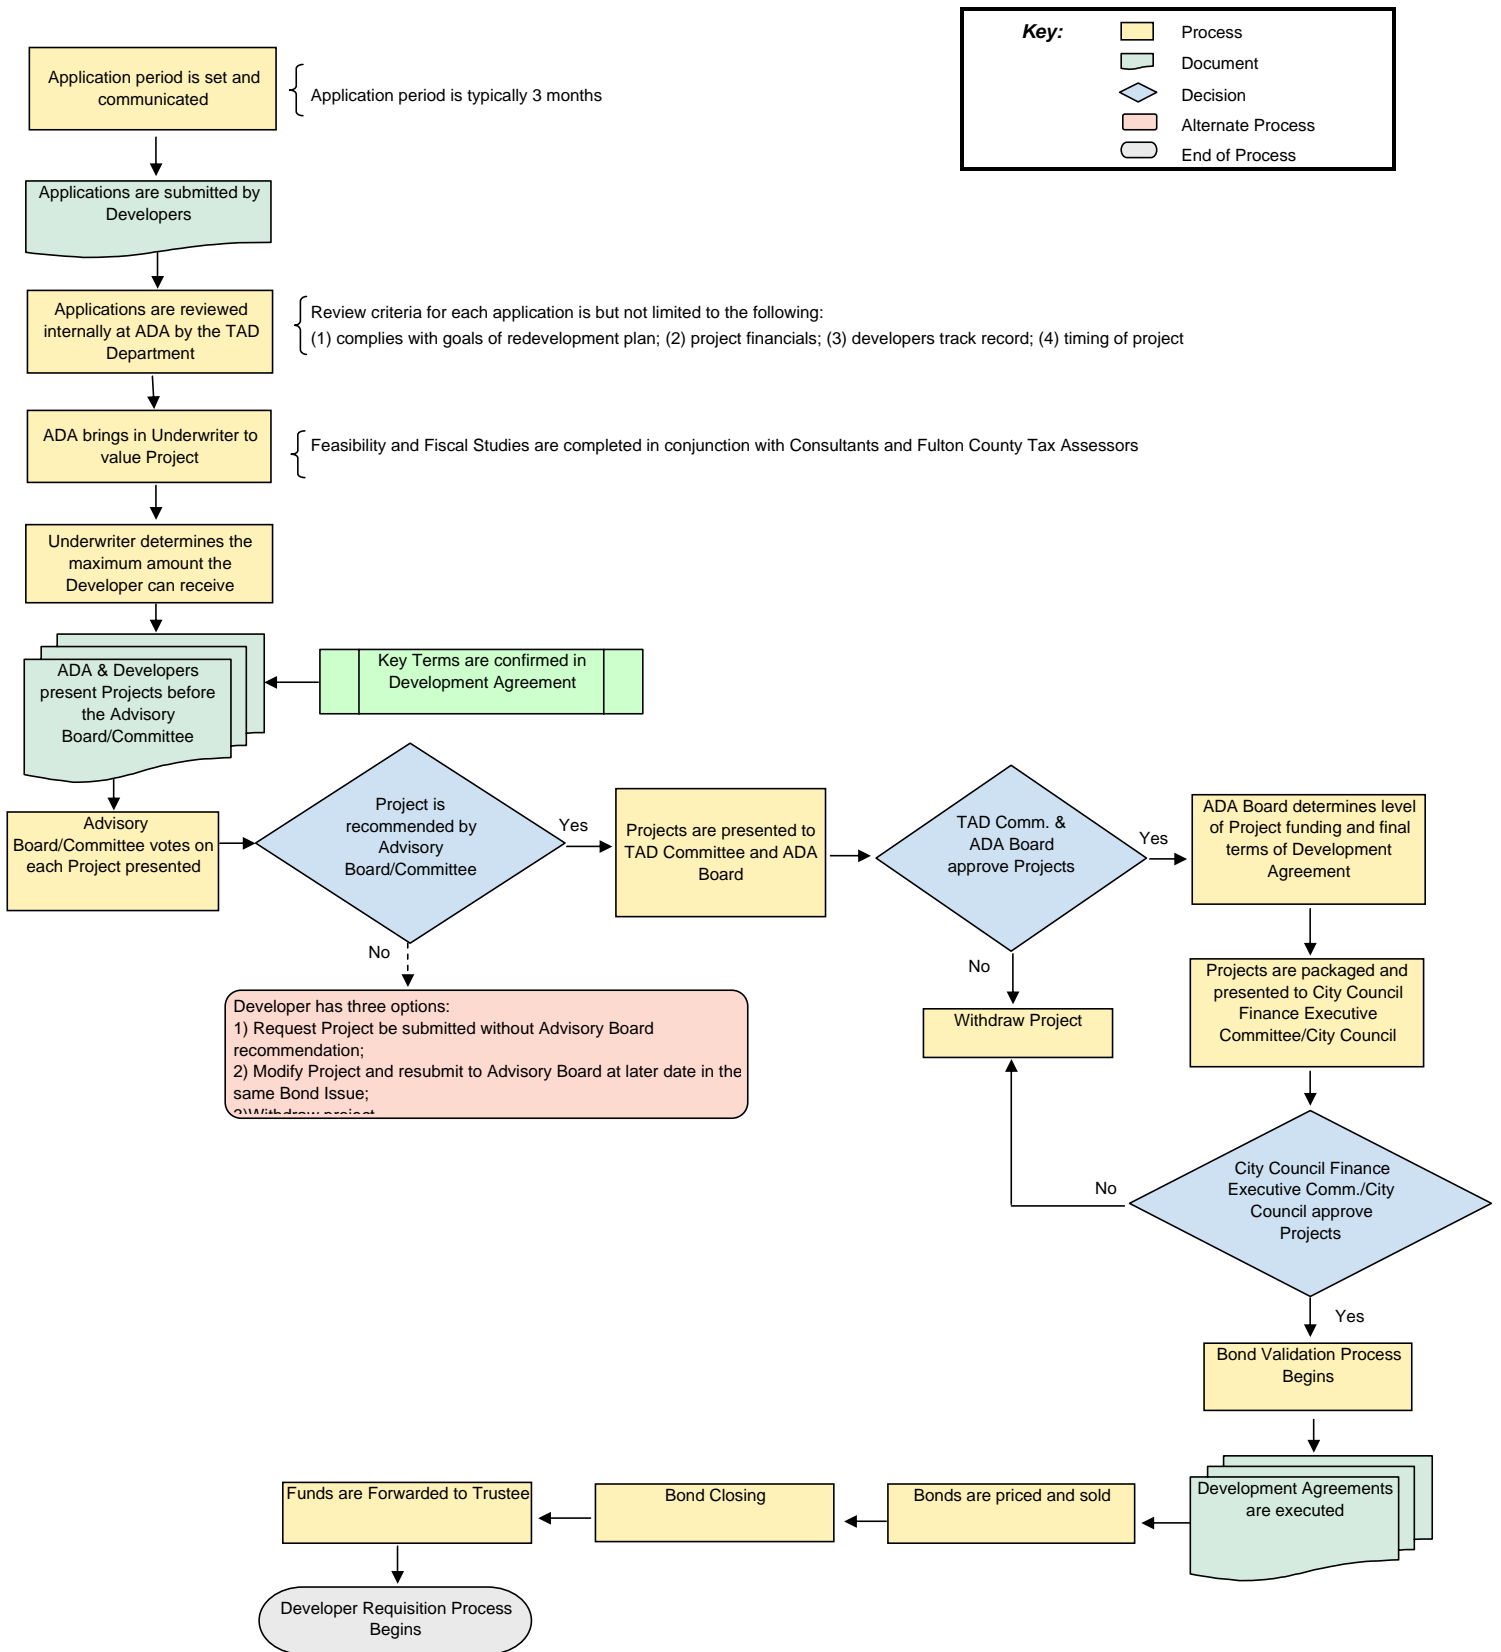 Key:
Process
Document
Decision
Alternate Process
End of Process
Application period is set and
communicated
Application period is typically 3 months
Applications are submitted by
Developers
Applications are reviewed
internally at ADA by the TAD
Department
Review criteria for each application is but not limited to the following:
(1) complies with goals of redevelopment plan; (2) project financials; (3) developers track record; (4) timing of project
ADA brings in Underwriter to
value Project
Feasibility and Fiscal Studies are completed in conjunction with Consultants and Fulton County Tax Assessors
Underwriter determines the
maximum amount the
Developer can receive
ADA & Developers
present Projects before
the Advisory
Board/Committee
Key Terms are confirmed in
Development Agreement
Advisory
Board/Committee votes on
each Project presented
Project is
recommended by
Advisory
Board/Committee
Yes
No
Developer has three options:
1) Request Project be submitted without Advisory Board
recommendation;
2) Modify Project and resubmit to Advisory Board at later date in the
same Bond Issue;
3)Withdraw project
Projects are presented to
TAD Committee and ADA
Board
TAD Comm. &
ADA Board
approve Projects
Yes
No
Withdraw Project
ADA Board determines level
of Project funding and final
terms of Development
Agreement
Projects are packaged and
presented to City Council
Finance Executive
Committee/City Council
City Council Finance
Executive Comm./City
Council approve
Projects
No
Yes
Bond Validation Process
Begins
Development Agreements
are executed
Bonds are priced and sold
Bond Closing
Funds are Forwarded to Trustee
Developer Requisition Process
Begins